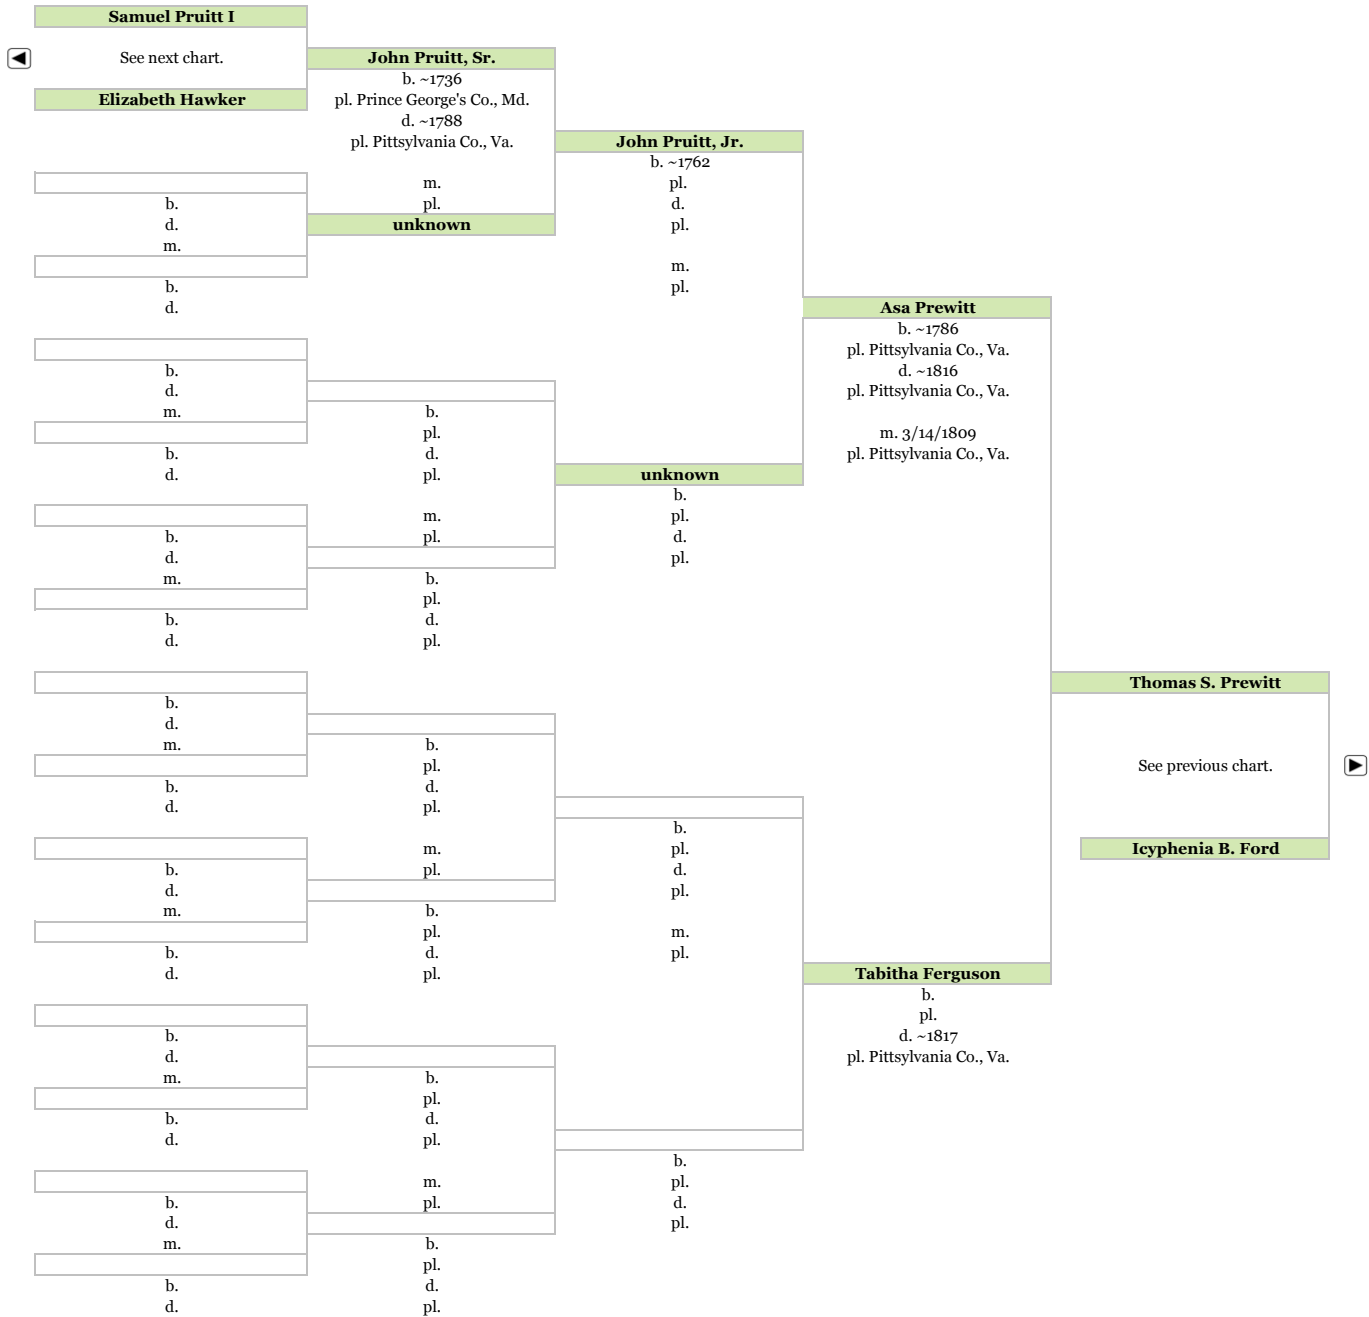 Samuel Pruitt I
See next chart.
Elizabeth Hawker
b.
d.
m.
b.
d.
b.
d.
m.
b.
d.
b.
d.
m.
b.
d.
b.
d.
m.
b.
d.
b.
d.
m.
b.
d.
b.
d.
m.
b.
d.
b.
d.
m.
b.
d.
John Pruitt, Sr.
b. ~1736
pl. Prince George's Co., Md.
d. ~1788
pl. Pittsylvania Co., Va.
m.
pl.
unknown
b.
pl.
d.
pl.
m.
pl.
b.
pl.
d.
pl.
b.
pl.
d.
pl.
m.
pl.
b.
pl.
d.
pl.
b.
pl.
d.
pl.
m.
pl.
b.
pl.
d.
pl.
John Pruitt, Jr.
b. ~1762
pl.
d.
pl.
m.
pl.
unknown
b.
pl.
d.
pl.
b.
pl.
d.
pl.
m.
pl.
b.
pl.
d.
pl.
Asa Prewitt
b. ~1786
pl. Pittsylvania Co., Va.
d. ~1816
pl. Pittsylvania Co., Va.
m. 3/14/1809
pl. Pittsylvania Co., Va.
Tabitha Ferguson
b.
pl.
d. ~1817
pl. Pittsylvania Co., Va.
Thomas S. Prewitt
See previous chart.
Icyphenia B. Ford